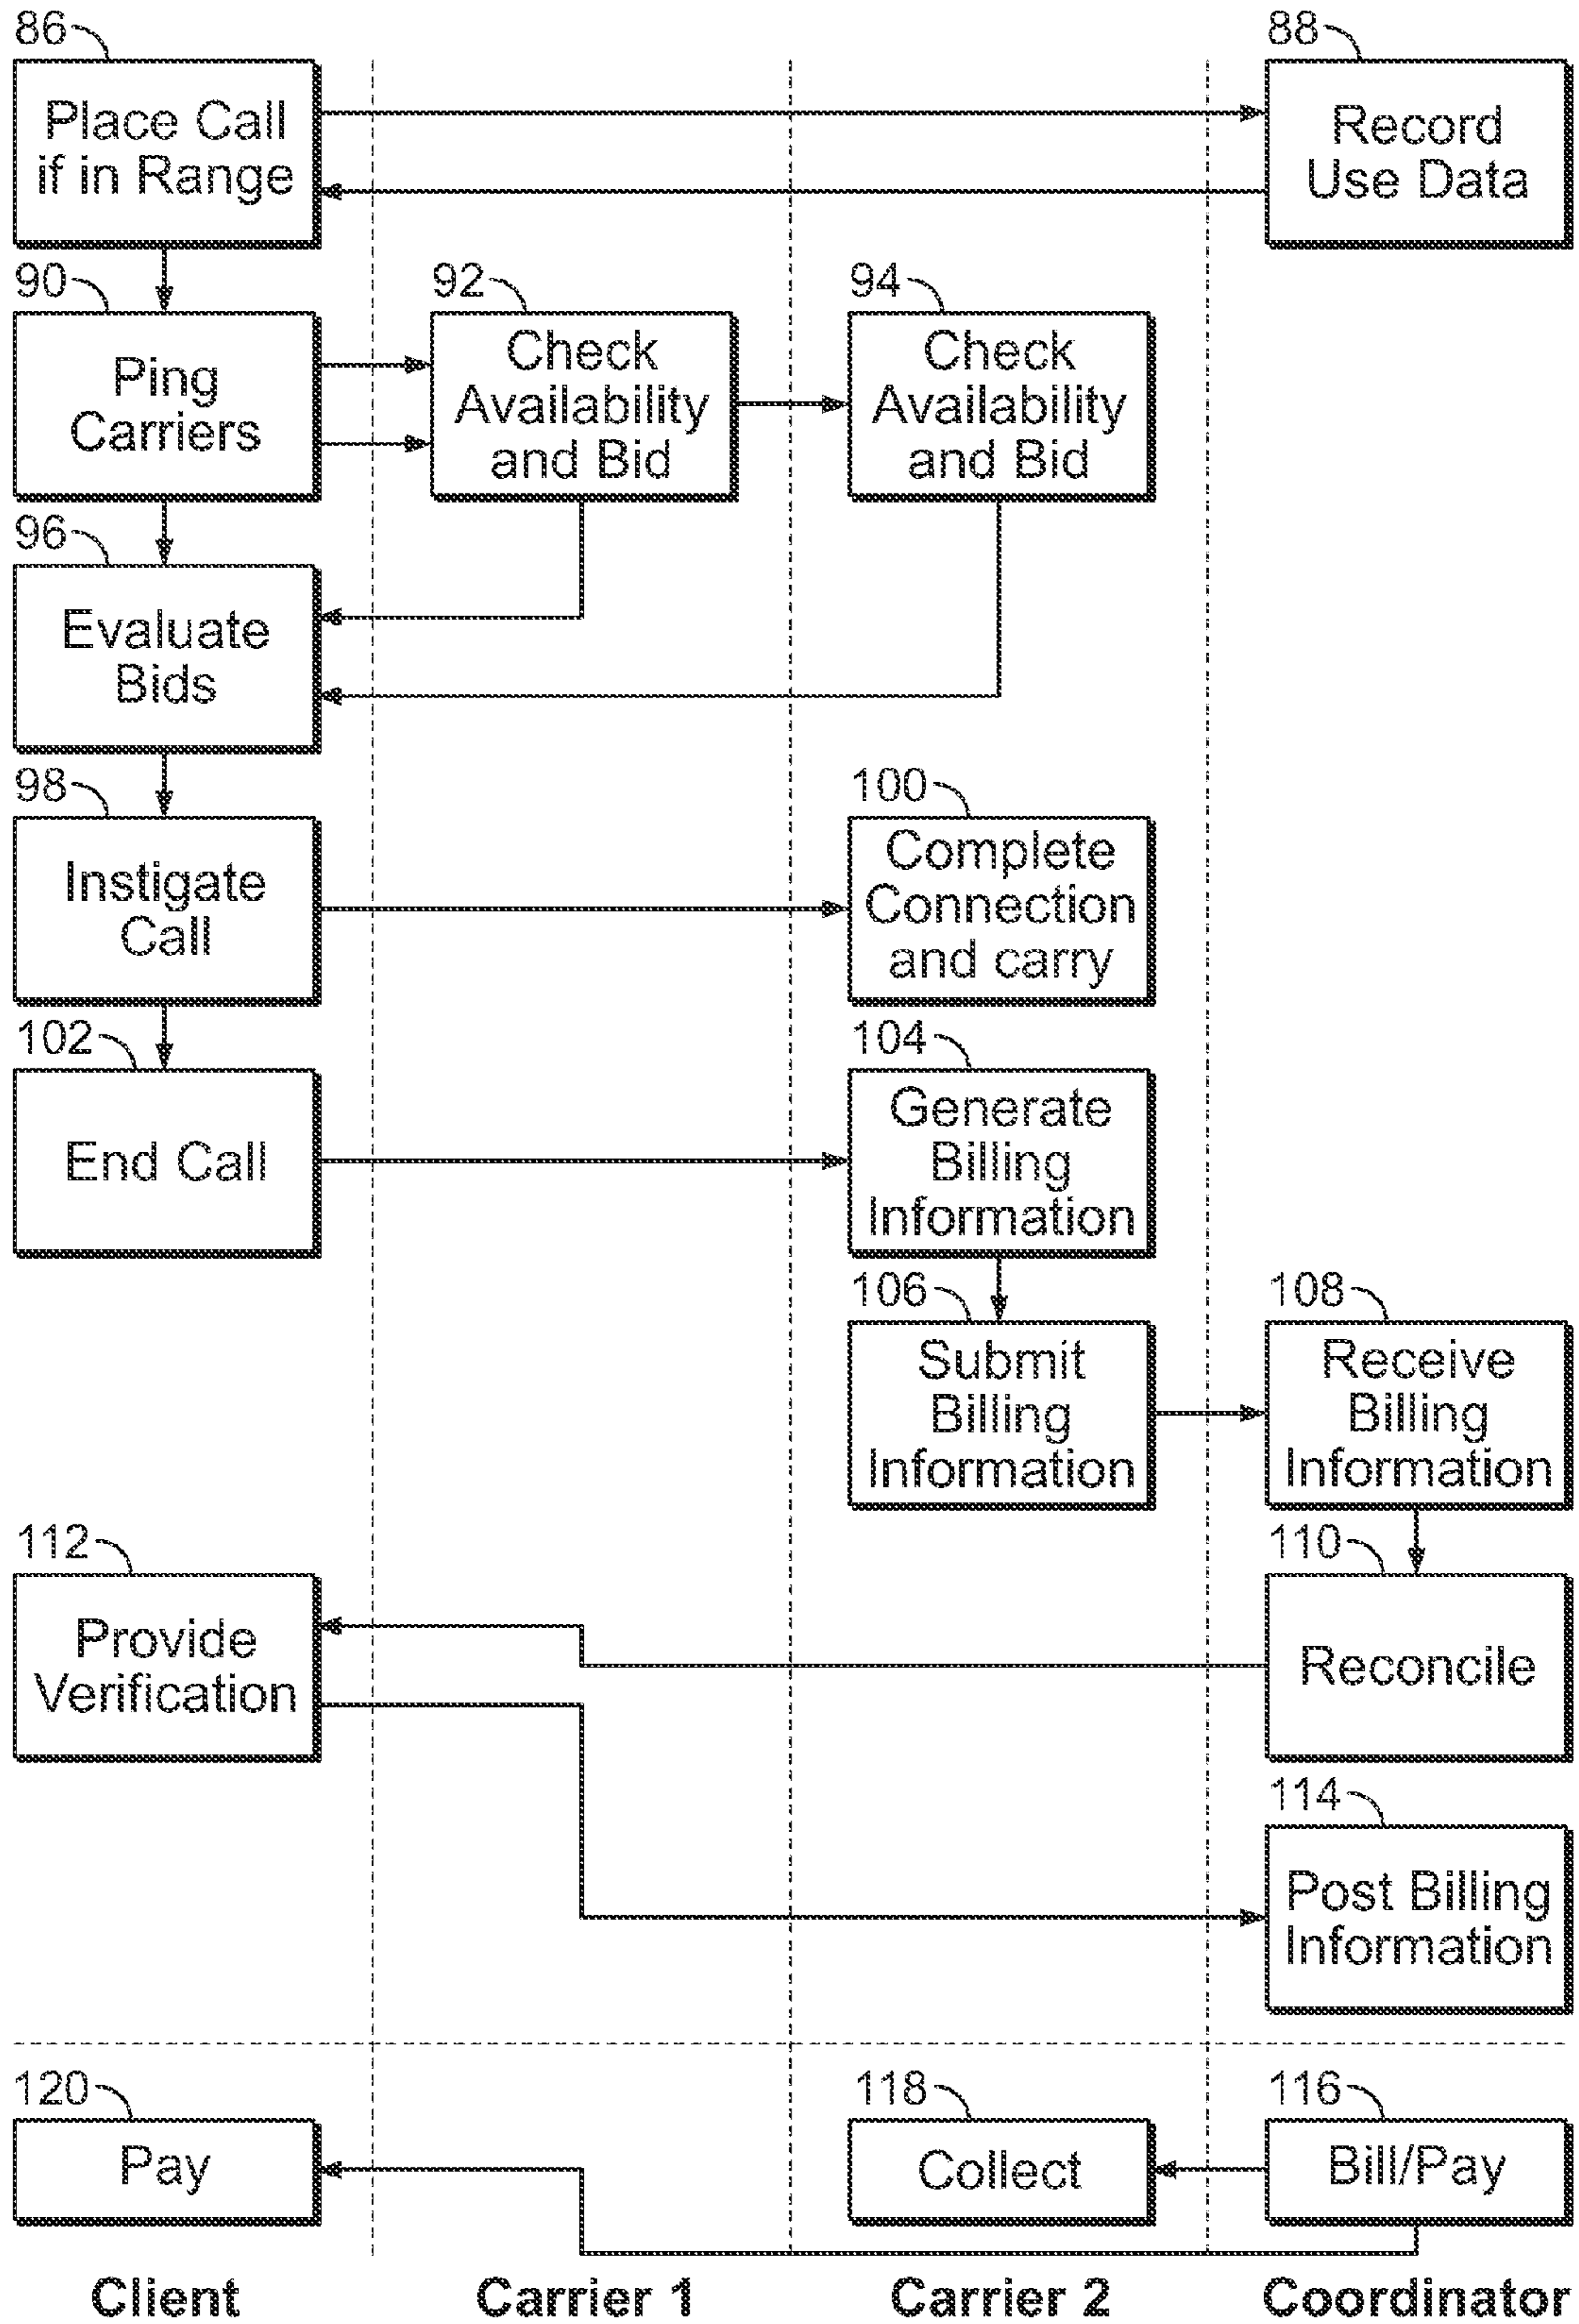 86
88
Place Call
if in Range
Record
Use Data
90
92
94
Ping
Carriers
Check
Availability
and Bid
Check
Availability
and Bid
96
Evaluate
Bids
98
100
Instigate
Call
Complete
Connection
and carry
102
104
End Call
Generate
Billing
Information
106
108
Submit
Billing
Information
Receive
Billing
Information
112
110
Provide
Verification
Reconcile
114
Post Billing
Information
120
118
116
Pay
Collect
Bill/Pay
Client
Carrier 1
Carrier 2
Coordinator